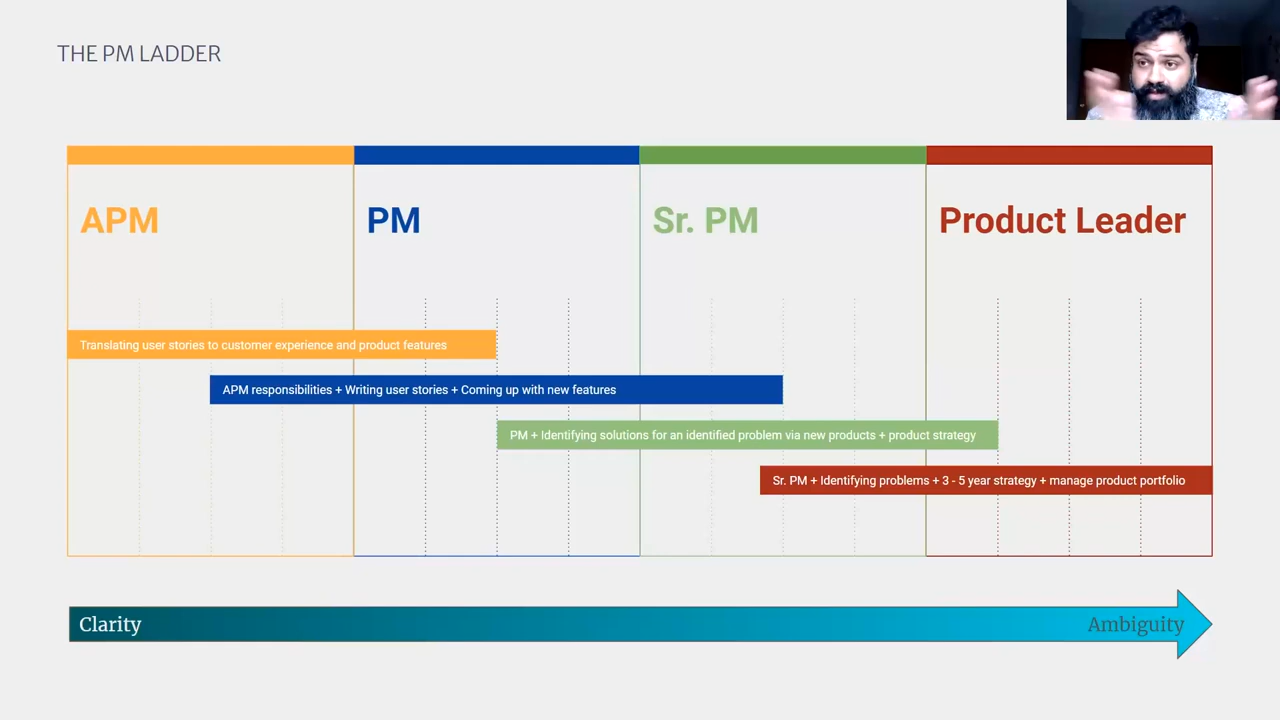 THE PM LADDER
APM
PM
Sr. PM
Product Leader
Translating user stories to customer experience and product features
APM responsibilities + Writing user stories + Coming up with new features
PM + Identifying solutions for an identified problem via new products + product strategy
Sr. PM + Identifying problems + 3 - 5 year strategy + manage product portfolio
Clarity
Ambiguity